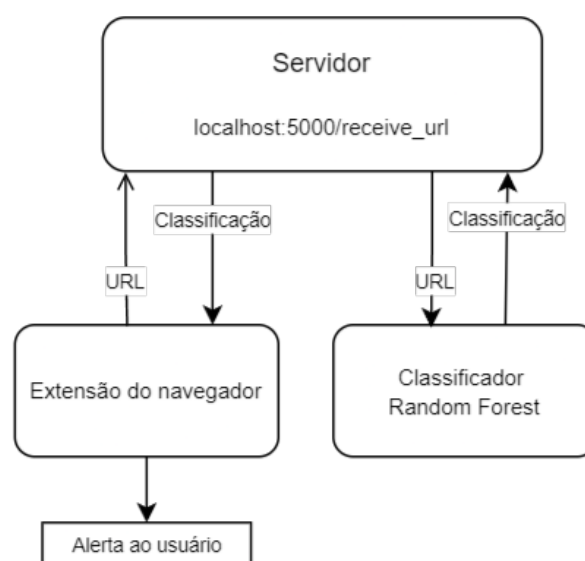 Servidor
localhost:5000/receive_url
Classificação
Classificação
URL
URL
Extensão do navegador
Classificador
Random Forest
Alerta ao usuário